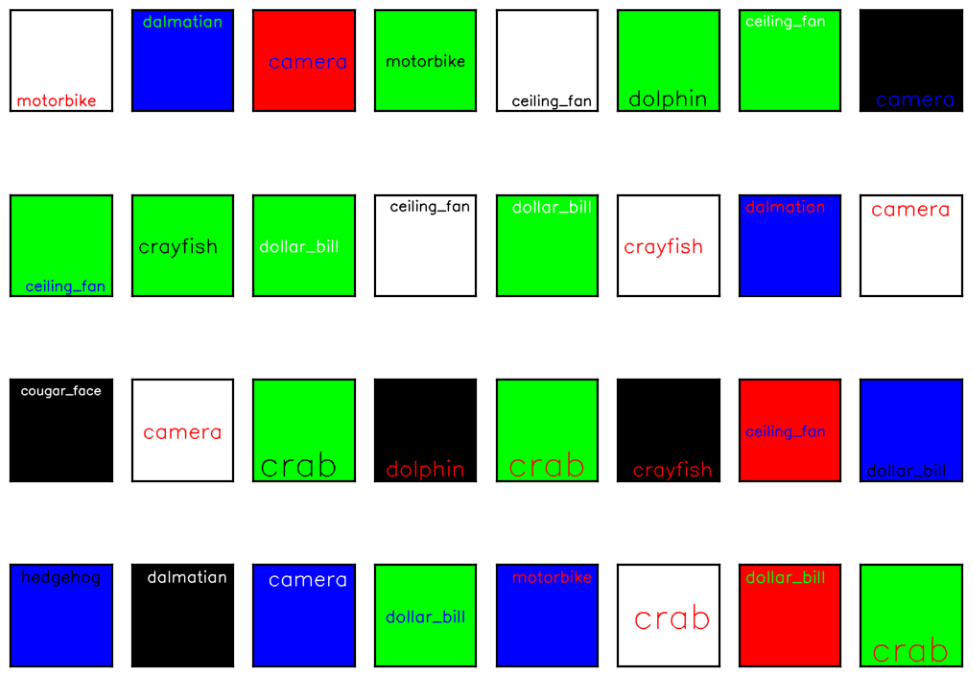 motorbike dalmatian camera motorbike ceiling_fan dolphin ceiling_fan camera
ceiling_fan crayfish dollar_bill ceiling_fan dollar_bill crayfish dalmatian camera
cougar_face camera crab dolphin crab crayfish ceiling_fan dollar_bill
hedgehog dalmatian camera dollar_bill motorbike crab dollar_bill crab